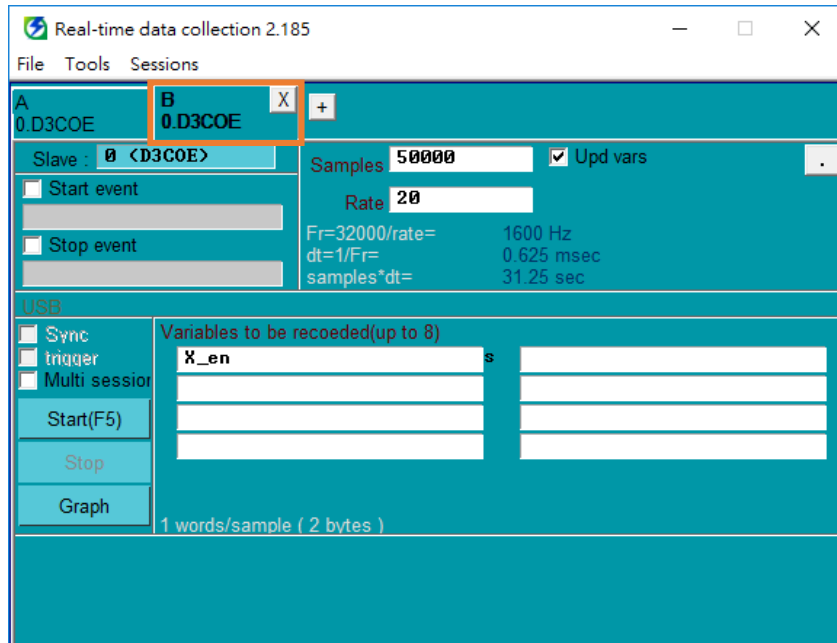 Real-time data collection 2.185
File Tools Sessions
A
0.D3COE
B X
0.D3COE
+
Slave : 0 (D3COE)
Start event
Stop event
Samples 50000
Upd vars
.
Rate 20
Fr=32000/rate= 1600 Hz
dt=1/Fr= 0.625 msec
samples*dt= 31.25 sec
USB
Sync
trigger
Multi session
Start(F5)
Stop
Graph
Variables to be recoeded(up to 8)
X_en s
1 words/sample ( 2 bytes )